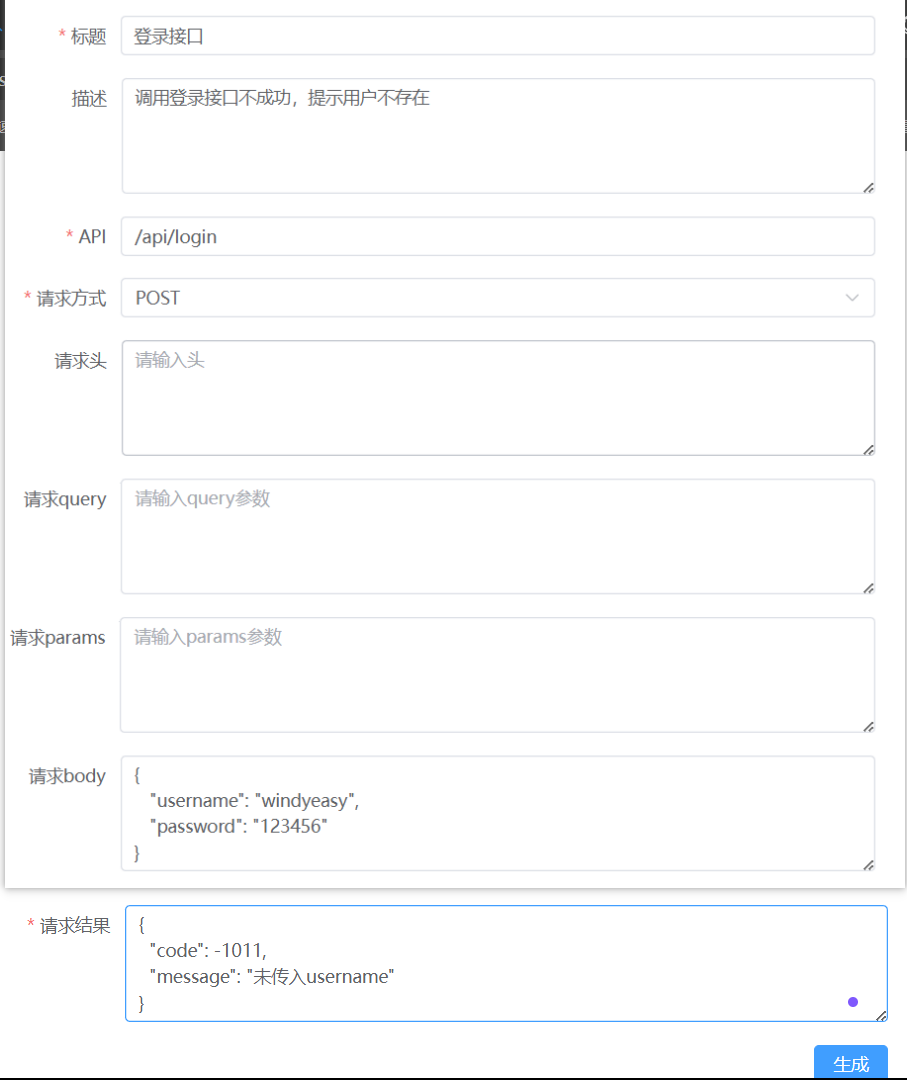 * 标题 登录接口
描述 调用登录接口不成功，提示用户不存在
* API /api/login
* 请求方式 POST
请求头 请输入头
请求query 请输入query参数
请求params 请输入params参数
请求body {
"username": "windyeasy",
"password": "123456"
}
* 请求结果 {
"code": -1011,
"message": "未传入username"
}
生成